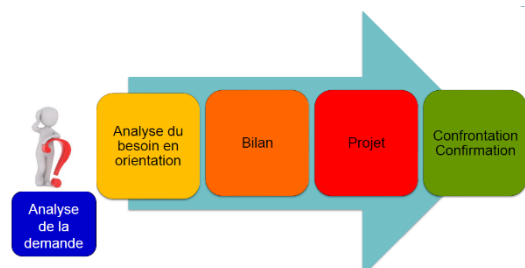 Analyse
de la
demande
Analyse du
besoin en
orientation
Bilan
Projet
Confrontation
Confirmation